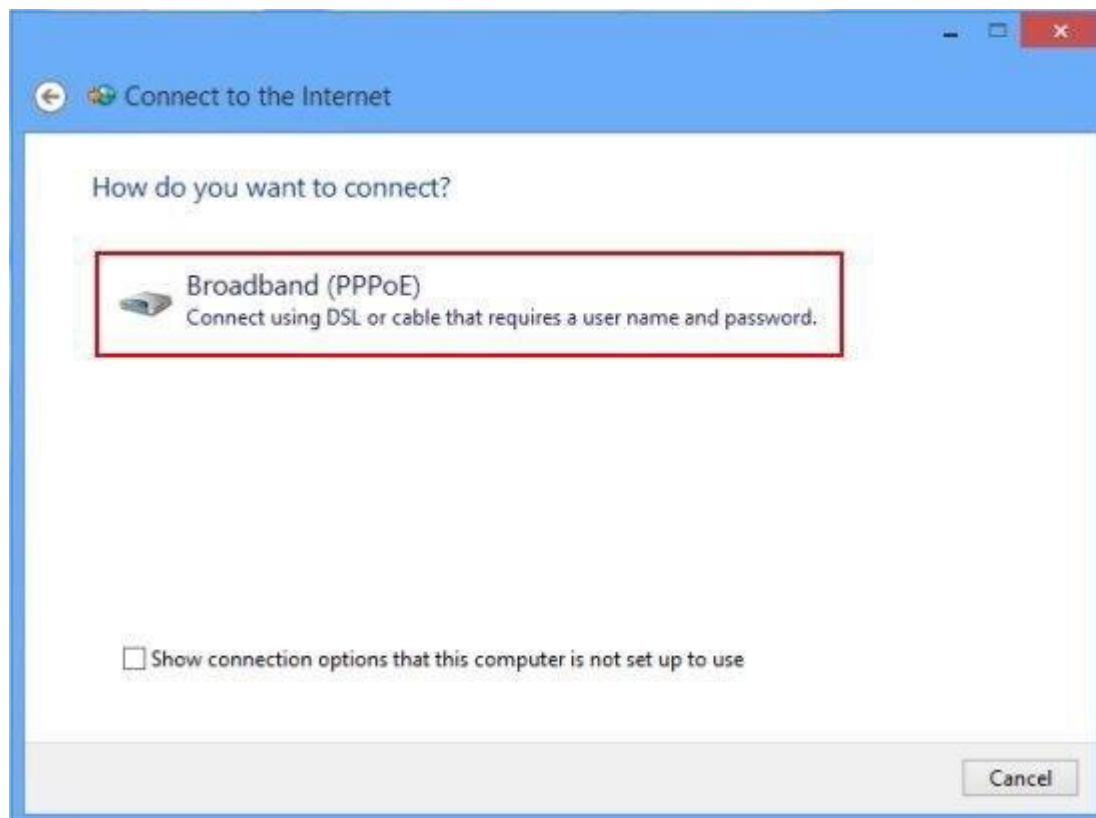 Connect to the Internet
How do you want to connect?
Broadband (PPPoE)
Connect using DSL or cable that requires a user name and password.
Show connection options that this computer is not set up to use
Cancel